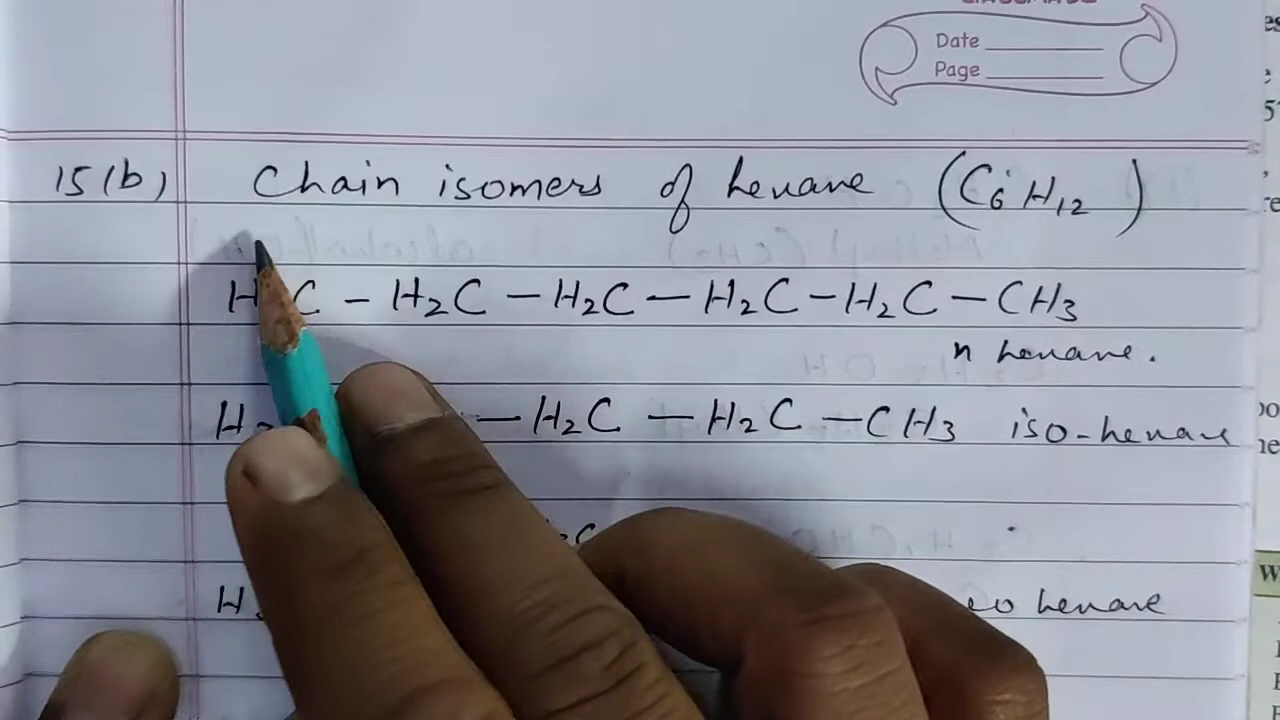 Date
Page
15(b) Chain isomers of hexane (C6H12)
C - H2C - H2C - H2C - H2C - CH3
n hexane.
- H2C - H2C - CH3 iso-hexane
hexane